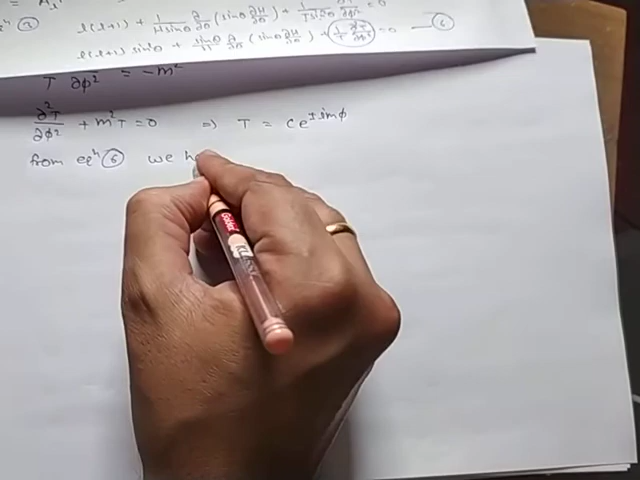 l(l+1) + 1/(H sinθ) ∂/∂θ (sinθ ∂H/∂θ) + 1/(T sin²θ) ∂²T/∂φ² = 0
l(l+1) sin²θ + sinθ/H ∂/∂θ (sinθ ∂H/∂θ) + 1/T ∂²T/∂φ² = 0 — ⑥
T ∂φ² = -m²
∂²T/∂φ² + m²T = 0 ⇒ T = ce^±imφ
from eqⁿ ⑥ we ha